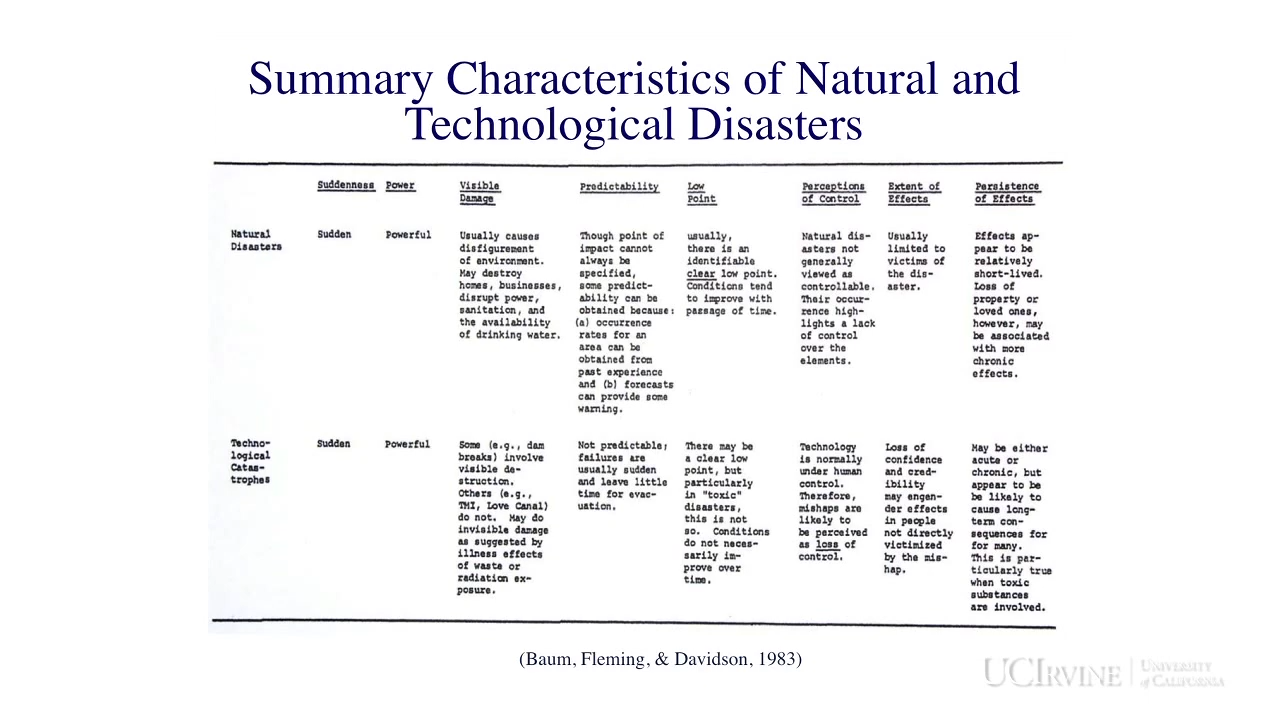 Summary Characteristics of Natural and
Technological Disasters
Suddenness
Power
Visible
Damage
Predictability
Low
Point
Perceptions
of Control
Extent of
Effects
Persistence
of Effects
Natural
Disasters
Sudden
Powerful
Usually causes
disfigurement
of environment.
May destroy
homes, businesses,
disrupt power,
sanitation, and
the availability
of drinking water.
Though point of
impact cannot
always be
specified,
some predict-
ability can be
obtained because:
(a) occurrence
rates for an
area can be
obtained from
past experience
and (b) forecasts
can provide some
warning.
usually,
there is an
identifiable
clear low point.
Conditions tend
to improve with
passage of time.
Natural dis-
asters not
generally
viewed as
controllable.
Their occur-
rence high-
lights a lack
of control
over the
elements.
Usually
limited to
victims of
the dis-
aster.
Effects ap-
pear to be
relatively
short-lived.
Loss of
property or
loved ones,
however, may
be associated
with more
chronic
effects.
Techno-
logical
Catas-
trophes
Sudden
Powerful
Some (e.g., dam
breaks) involve
visible de-
struction.
Others (e.g.,
TMI, Love Canal)
do not. May do
invisible damage
as suggested by
illness effects
of waste or
radiation ex-
posure.
Not predictable;
failures are
usually sudden
and leave little
time for evac-
uation.
There may be
a clear low
point, but
particularly
in "toxic"
disasters,
this is not
so. Conditions
do not neces-
sarily im-
prove over
time.
Technology
is normally
under human
control.
Therefore,
mishaps are
likely to
be perceived
as loss of
control.
Loss of
confidence
and cred-
ibility
may engen-
der effects
in people
not directly
victimized
by the mis-
hap.
May be either
acute or
chronic, but
appear to be
be likely to
cause long-
term con-
sequences for
for many.
This is par-
ticularly true
when toxic
substances
are involved.
(Baum, Fleming, & Davidson, 1983)
UCIRVINE
UNIVERSITY
of CALIFORNIA